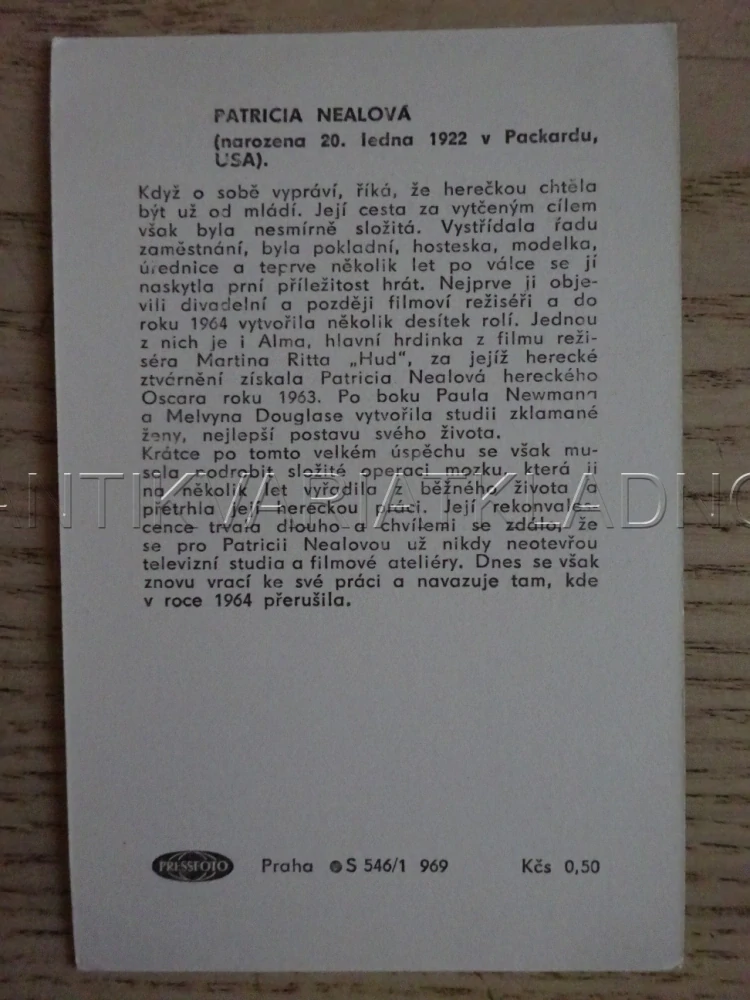 PATRICIA NEALOVÁ
(narozena 20. ledna 1922 v Packardu,
USA).
Když o sobě vypráví, říká, že herečkou chtěla
být už od mládí. Její cesta za vytčeným cílem
však byla nesmírně složitá. Vystřídala řadu
zaměstnání, byla pokladní, hosteska, modelka,
úřednice a teprve několik let po válce se jí
naskytla prní příležitost hrát. Nejprve ji obje-
vili divadelní a později filmoví režiséři a do
roku 1964 vytvořila několik desítek rolí. Jednou
z nich je i Alma, hlavní hrdinka z filmu reži-
séra Martina Ritta „Hud“, za jejíž herecké
ztvárnění získala Patricia Nealová hereckého
Oscara roku 1963. Po boku Paula Newmana
a Melvyna Douglase vytvořila studii zklamané
ženy, nejlepší postavu svého života.
Krátce po tomto velkém úspěchu se však mu-
sela podrobit složité operaci mozku, která ji
na několik let vyřadila z běžného života a
přetrhla její hereckou práci. Její rekonvales-
cence trvala dlouho a chvílemi se zdálo, že
se pro Patricii Nealovou už nikdy neotevřou
televizní studia a filmové ateliéry. Dnes se však
znovu vrací ke své práci a navazuje tam, kde
v roce 1964 přerušila.
ANTIKVARIATKLADNO
PRESSFOTO Praha S 546/1 969 Kčs 0,50